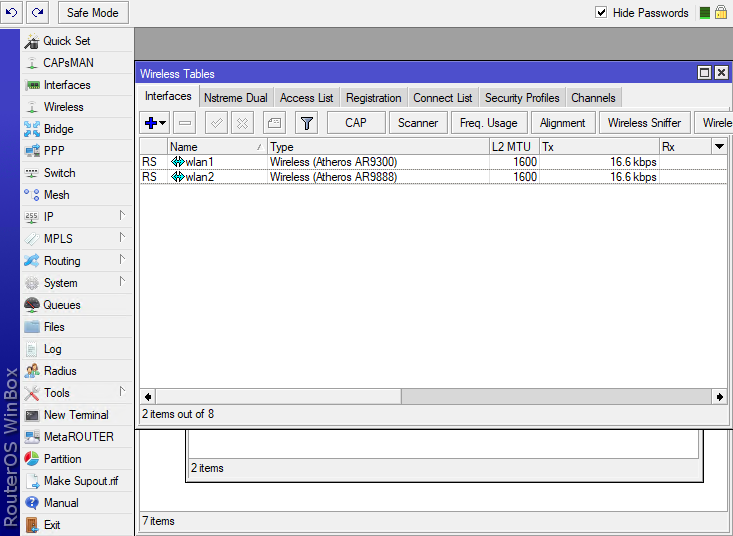 Safe Mode
Hide Passwords
Quick Set
CAPsMAN
Interfaces
Wireless
Bridge
PPP
Switch
Mesh
255
IP
MPLS
Routing
System
Queues
Files
Log
Radius
Tools
New Terminal
MetaROUTER
Partition
Make Supout.rif
Manual
Exit
RouterOS WinBox
Wireless Tables
Interfaces Nstreme Dual Access List Registration Connect List Security Profiles Channels
CAP Scanner Freq. Usage Alignment Wireless Sniffer Wirele
Name Type L2 MTU Tx Rx
RS wlan1 Wireless (Atheros AR9300) 1600 16.6 kbps
RS wlan2 Wireless (Atheros AR9888) 1600 16.6 kbps
2 items out of 8
2 items
7 items